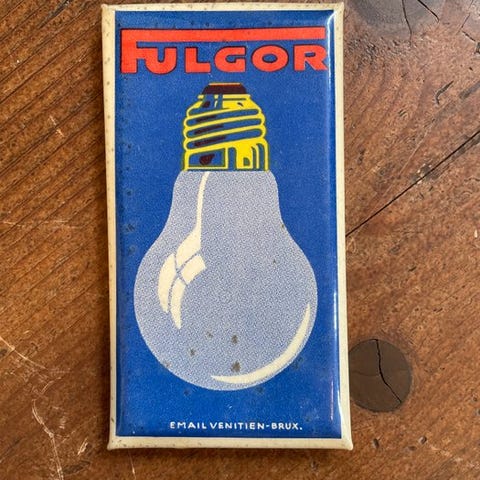 FULGOR
EMAIL VENITIEN-BRUX.